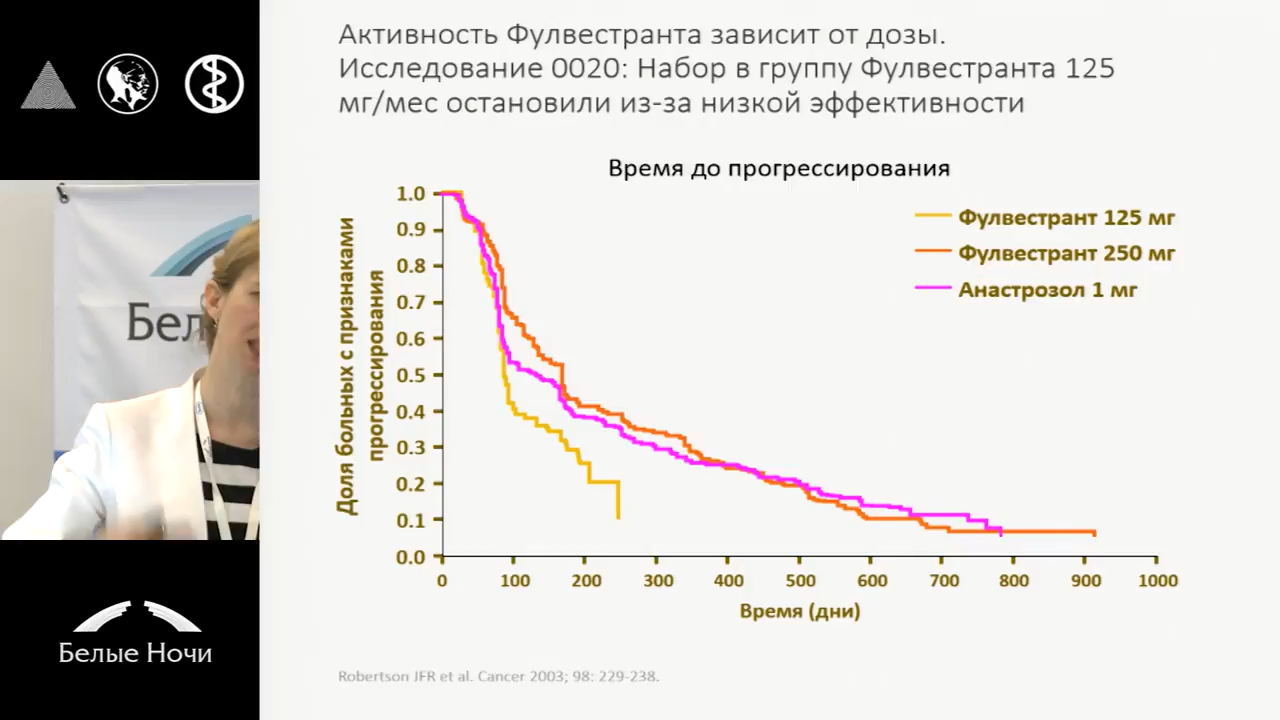 Активность Фулвестранта зависит от дозы.
Исследование 0020: Набор в группу Фулвестранта 125
мг/мес остановили из-за низкой эффективности
Время до прогрессирования
Доля больных с признаками
прогрессирования
1.0
0.9
0.8
0.7
0.6
0.5
0.4
0.3
0.2
0.1
0.0
0 100 200 300 400 500 600 700 800 900 1000
Время (дни)
Фулвестрант 125 мг
Фулвестрант 250 мг
Анастрозол 1 мг
Robertson JFR et al. Cancer 2003; 98: 229-238.
Бел
Белые Ночи